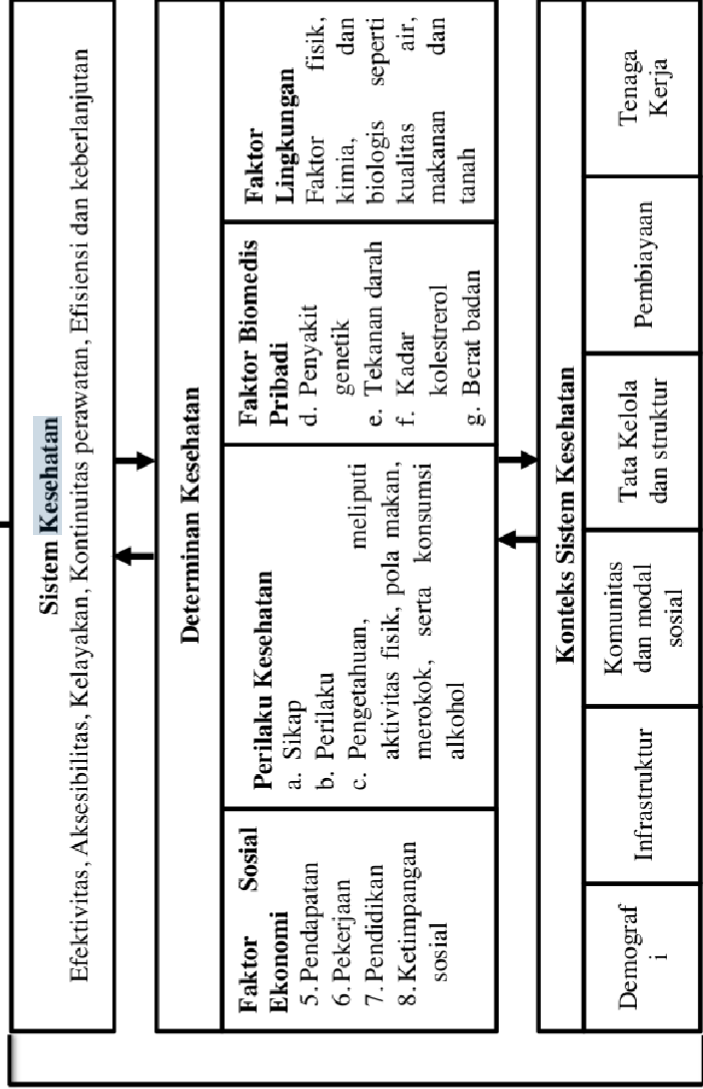 Sistem Kesehatan
Efektivitas, Aksesibilitas, Kelayakan, Kontinuitas perawatan, Efisiensi dan keberlanjutan
Determinan Kesehatan
Faktor Sosial
Ekonomi
5. Pendapatan
6. Pekerjaan
7. Pendidikan
8. Ketimpangan
sosial
Perilaku Kesehatan
a. Sikap
b. Perilaku
c. Pengetahuan, meliputi
aktivitas fisik, pola makan,
merokok, serta konsumsi
alkohol
Faktor Biomedis
Pribadi
d. Penyakit
genetik
e. Tekanan darah
f. Kadar
kolestrerol
g. Berat badan
Faktor
Lingkungan
Faktor fisik,
kimia, dan
biologis seperti
kualitas air,
makanan dan
tanah
Konteks Sistem Kesehatan
Demograf
i
Infrastruktur
Komunitas
dan modal
sosial
Tata Kelola
dan struktur
Pembiayaan
Tenaga
Kerja